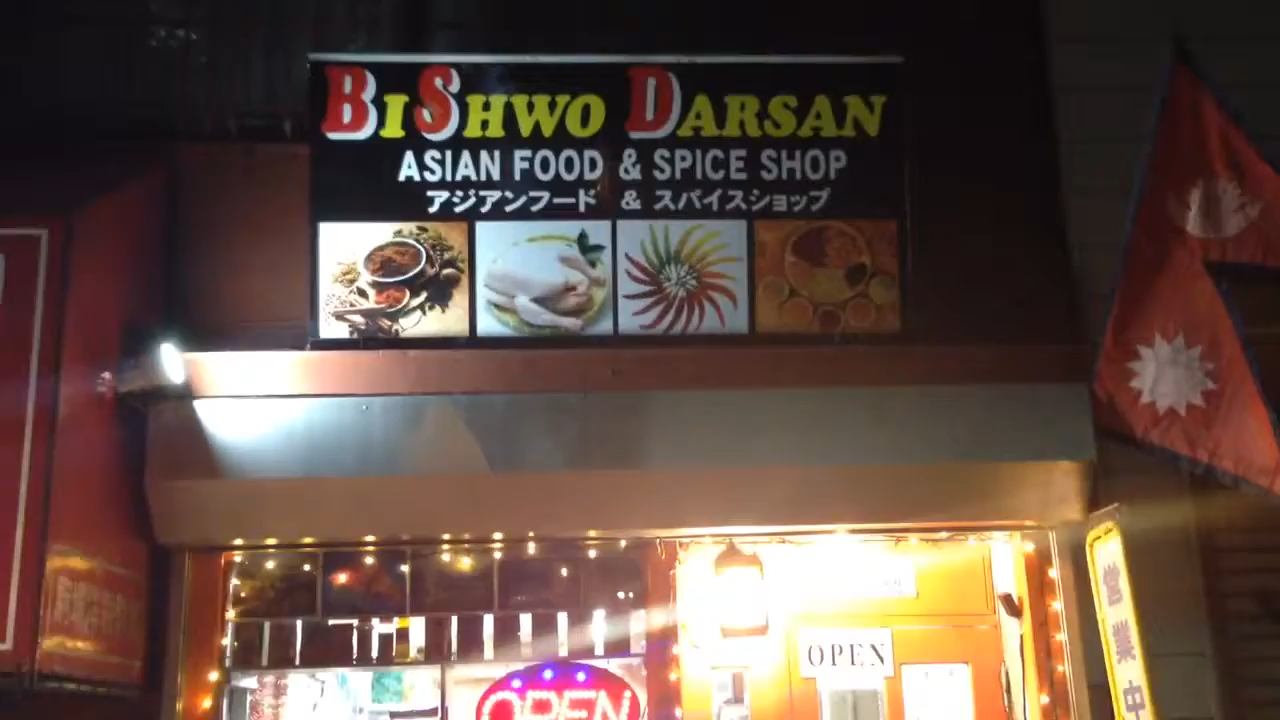 BISHWO DARSAN
ASIAN FOOD & SPICE SHOP
アジアンフード & スパイスショップ
OPEN
OPEN
営業中